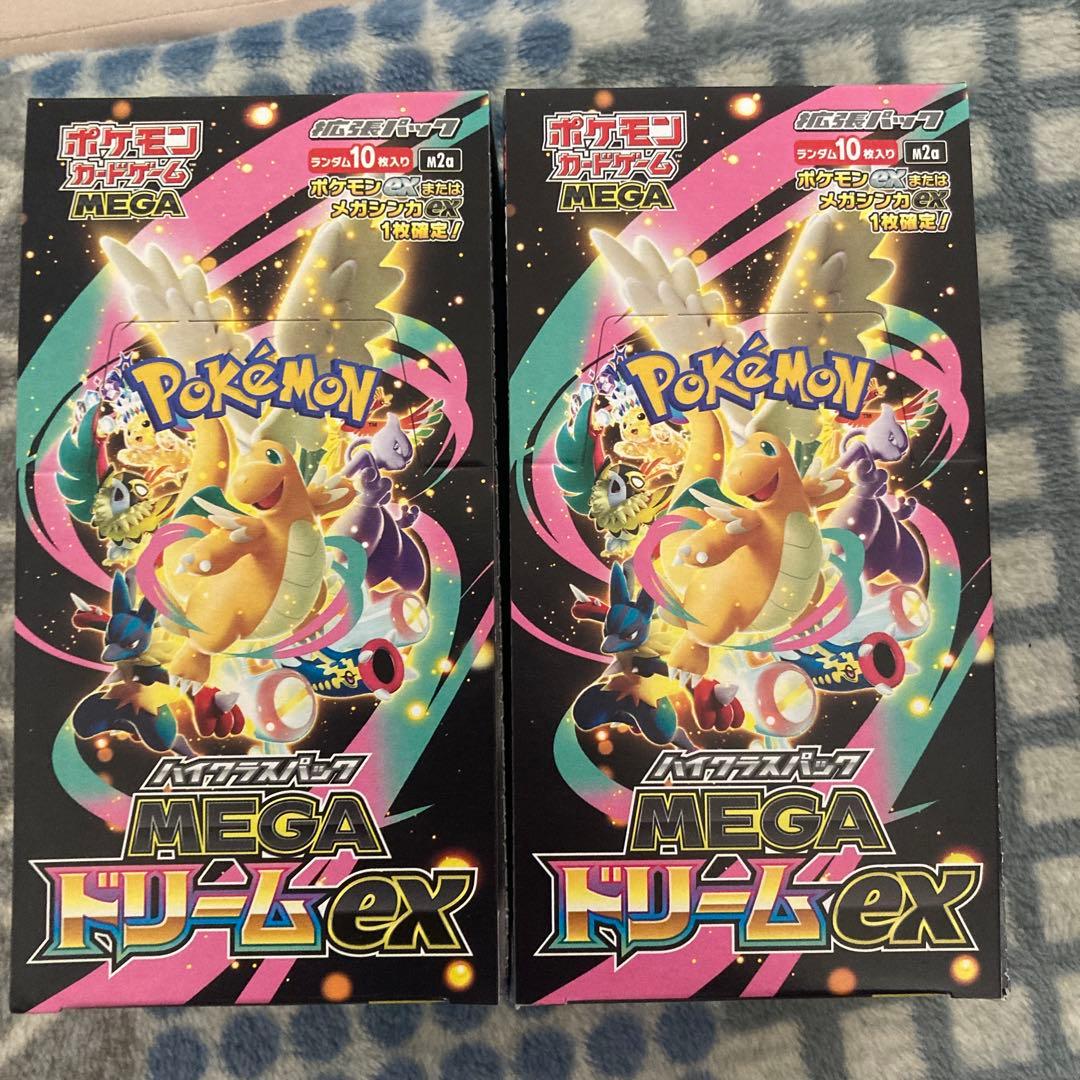 ポケモン
カードゲーム
MEGA
拡張パック
ランダム10枚入り M2a
ポケモンexまたは
メガシンカex
1枚確定!
POKéMON
TM
ハイクラスパック
MEGA
ドリームex
ポケモン
カードゲーム
MEGA
拡張パック
ランダム10枚入り M2a
ポケモンexまたは
メガシンカex
1枚確定!
POKéMON
TM
ハイクラスパック
MEGA
ドリームex